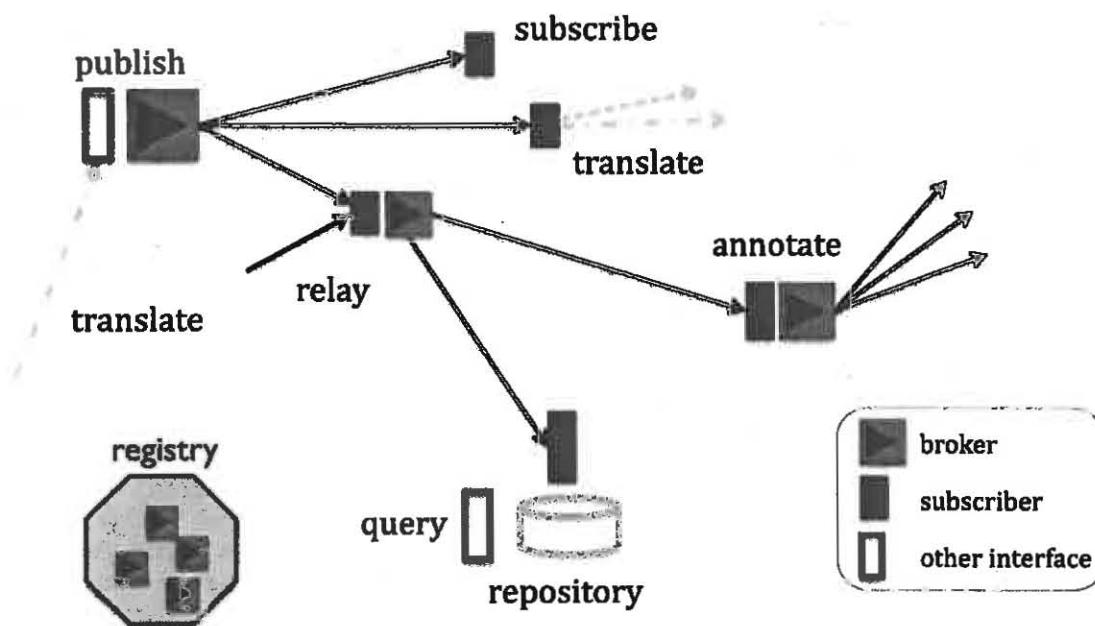 subscribe
publish
translate
annotate
relay
translate
registry
broker
subscriber
query
other interface
repository